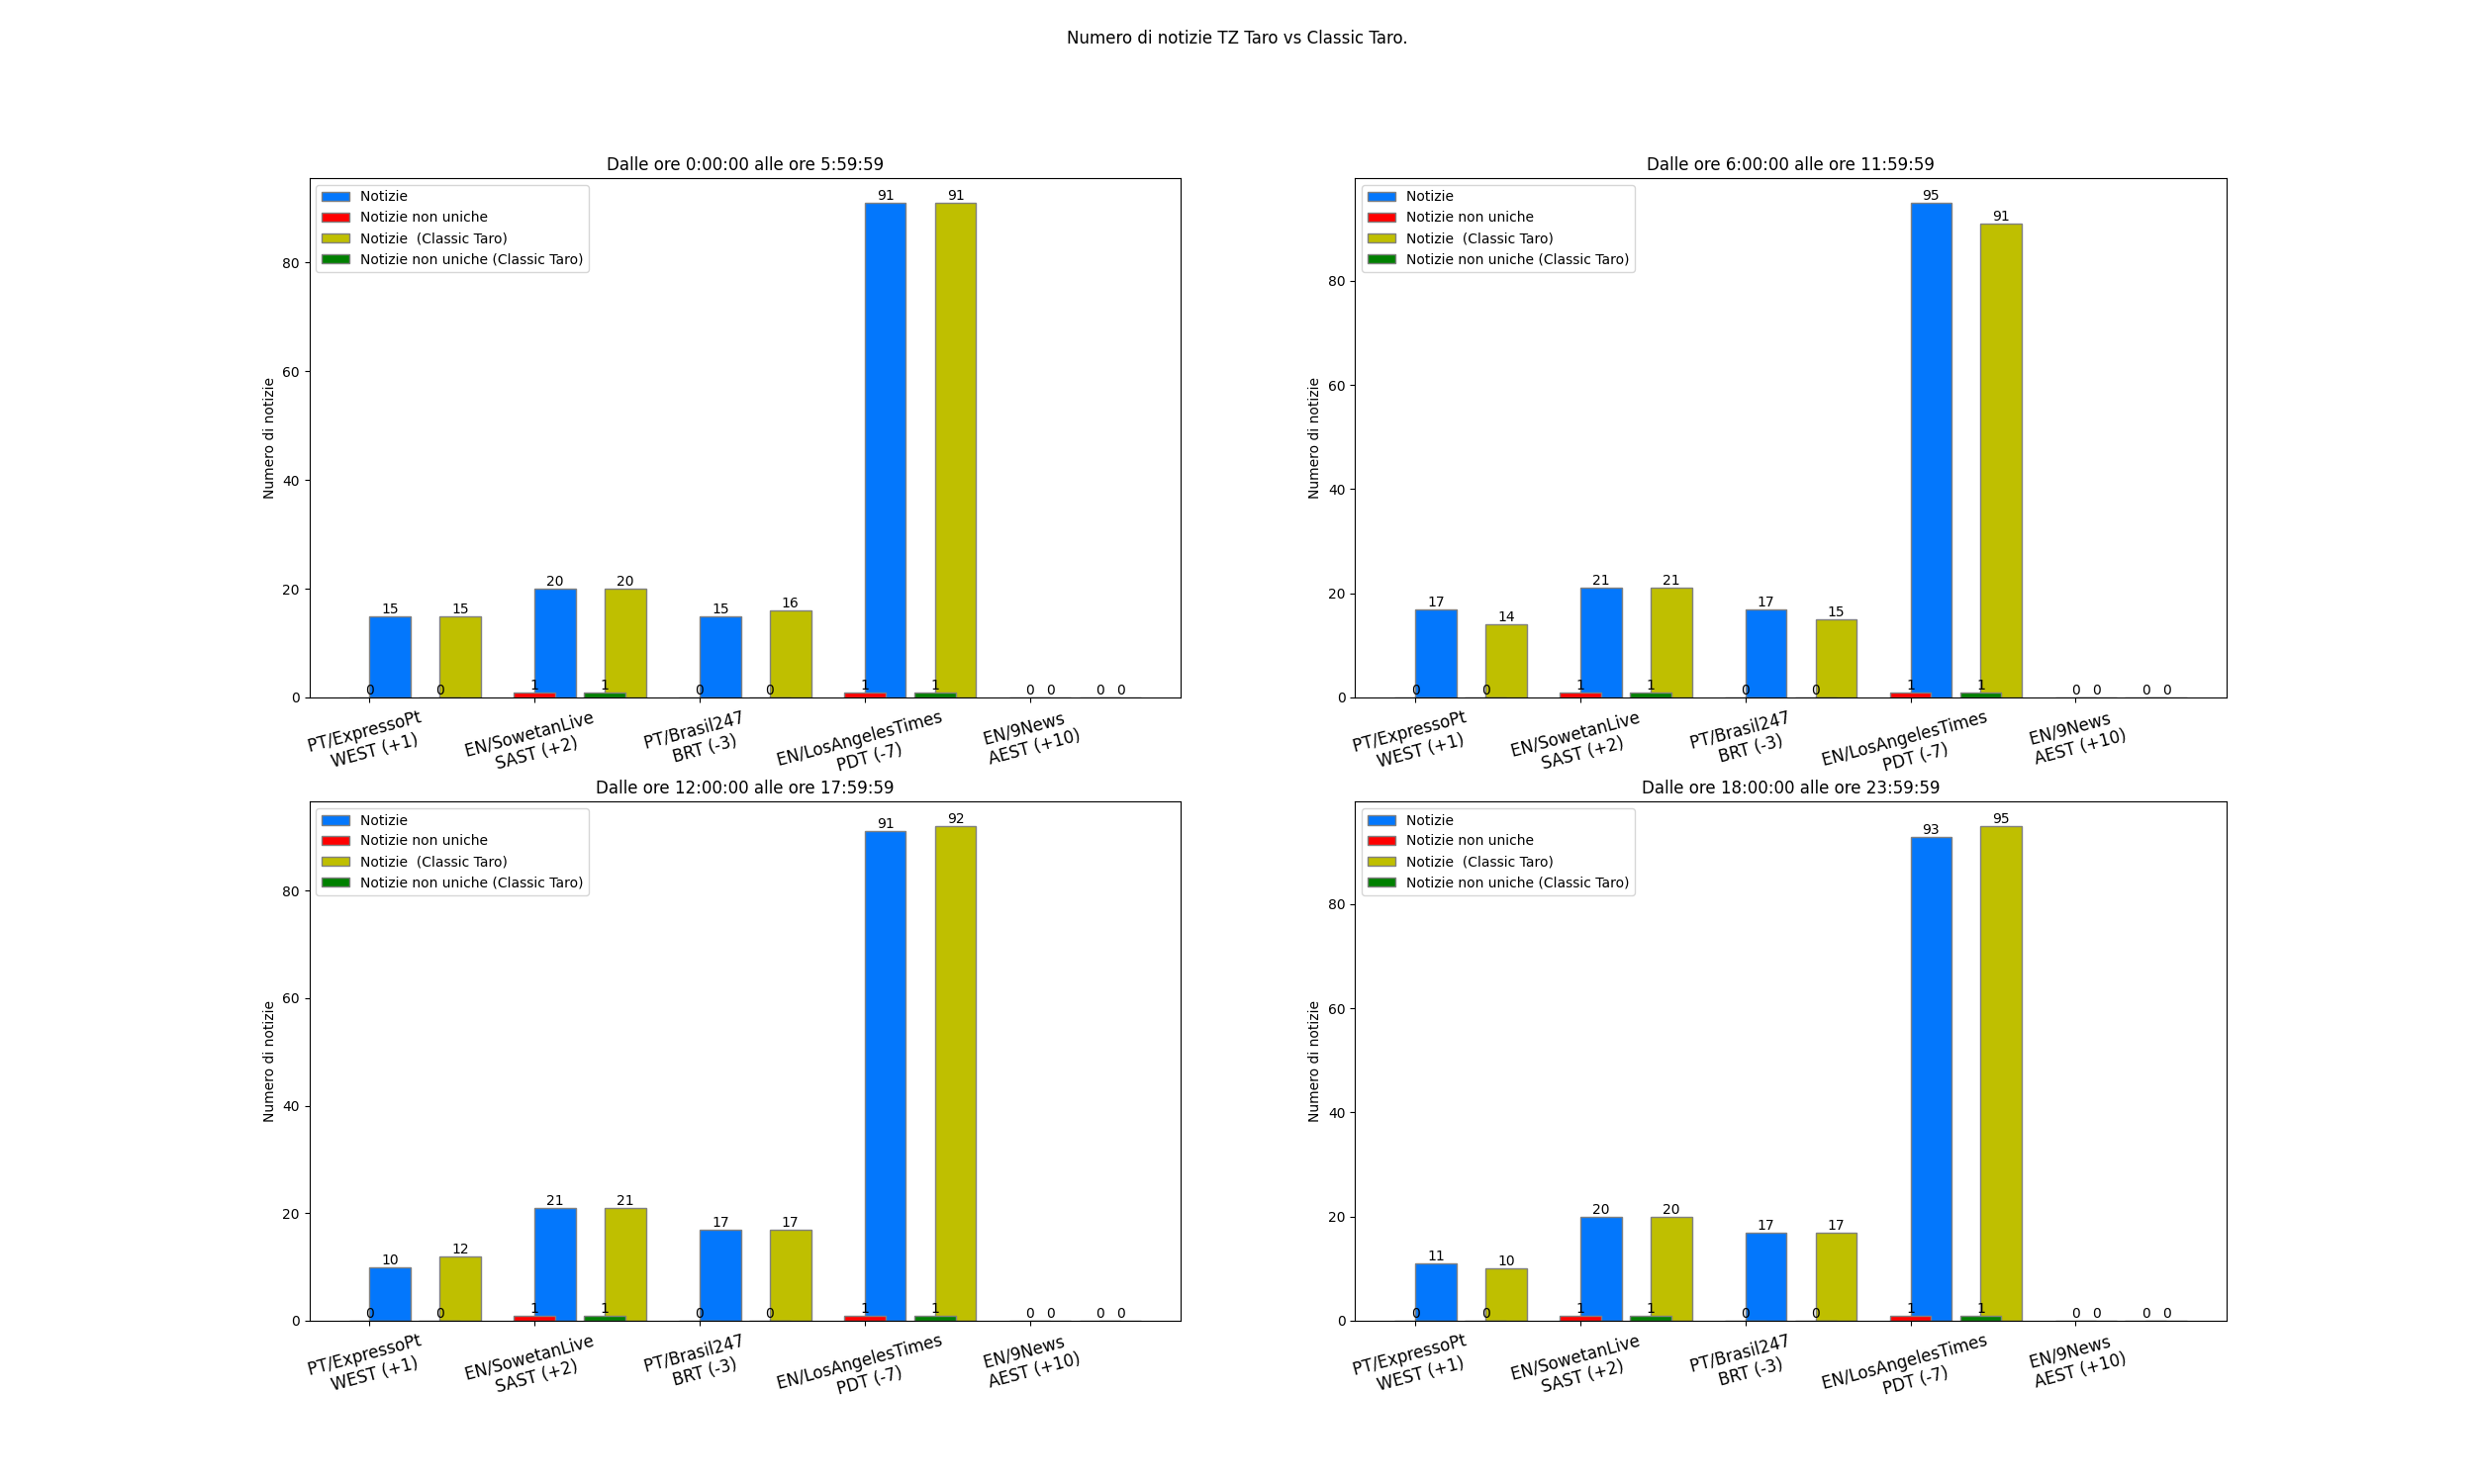 Numero di notizie TZ Taro vs Classic Taro.
Dalle ore 0:00:00 alle ore 5:59:59
Notizie
Notizie non uniche
Notizie  (Classic Taro)
Notizie non uniche (Classic Taro)
Numero di notizie
80
60
40
20
0
91 91
15 15 20 20 15 16
0 0 1 1 0 0 1 1 0 0 0 0
PT/ExpressoPt
WEST (+1)
EN/SowetanLive
SAST (+2)
PT/Brasil247
BRT (-3)
EN/LosAngelesTimes
PDT (-7)
EN/9News
AEST (+10)
Dalle ore 6:00:00 alle ore 11:59:59
Notizie
Notizie non uniche
Notizie  (Classic Taro)
Notizie non uniche (Classic Taro)
Numero di notizie
80
60
40
20
0
95 91
17 14 21 21 17 15
0 0 1 1 0 0 1 1 0 0 0 0
PT/ExpressoPt
WEST (+1)
EN/SowetanLive
SAST (+2)
PT/Brasil247
BRT (-3)
EN/LosAngelesTimes
PDT (-7)
EN/9News
AEST (+10)
Dalle ore 12:00:00 alle ore 17:59:59
Notizie
Notizie non uniche
Notizie  (Classic Taro)
Notizie non uniche (Classic Taro)
Numero di notizie
80
60
40
20
0
91 92
10 12 21 21 17 17
0 0 1 1 0 0 1 1 0 0 0 0
PT/ExpressoPt
WEST (+1)
EN/SowetanLive
SAST (+2)
PT/Brasil247
BRT (-3)
EN/LosAngelesTimes
PDT (-7)
EN/9News
AEST (+10)
Dalle ore 18:00:00 alle ore 23:59:59
Notizie
Notizie non uniche
Notizie  (Classic Taro)
Notizie non uniche (Classic Taro)
Numero di notizie
80
60
40
20
0
93 95
11 10 20 20 17 17
0 0 1 1 0 0 1 1 0 0 0 0
PT/ExpressoPt
WEST (+1)
EN/SowetanLive
SAST (+2)
PT/Brasil247
BRT (-3)
EN/LosAngelesTimes
PDT (-7)
EN/9News
AEST (+10)